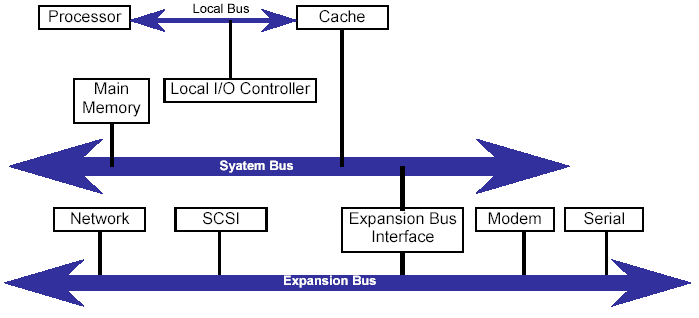 Processor
Local Bus
Cache
Main
Memory
Local I/O Controller
Syatem Bus
Network
SCSI
Expansion Bus
Interface
Modem
Serial
Expansion Bus